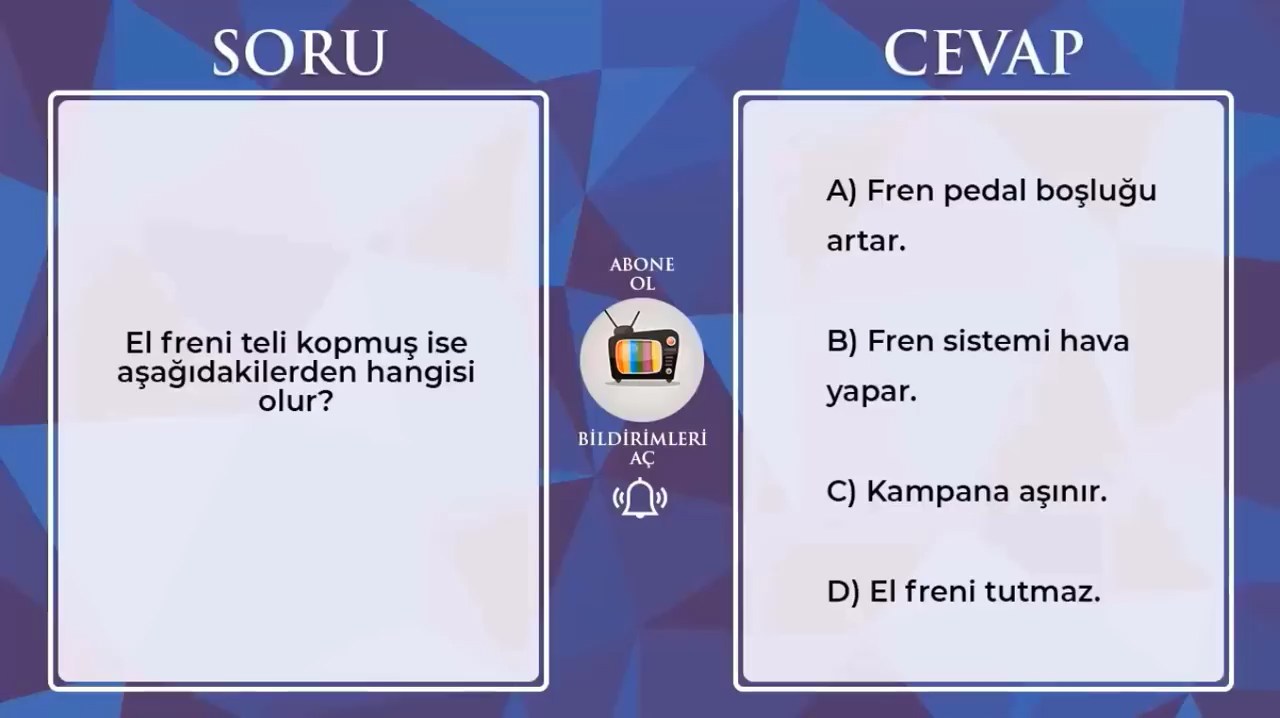 SORU
El freni teli kopmuş ise
aşağıdakilerden hangisi
olur?
ABONE
OL
BİLDİRİMLERİ
AÇ
CEVAP
A) Fren pedal boşluğu
artar.
B) Fren sistemi hava
yapar.
C) Kampana aşınır.
D) El freni tutmaz.